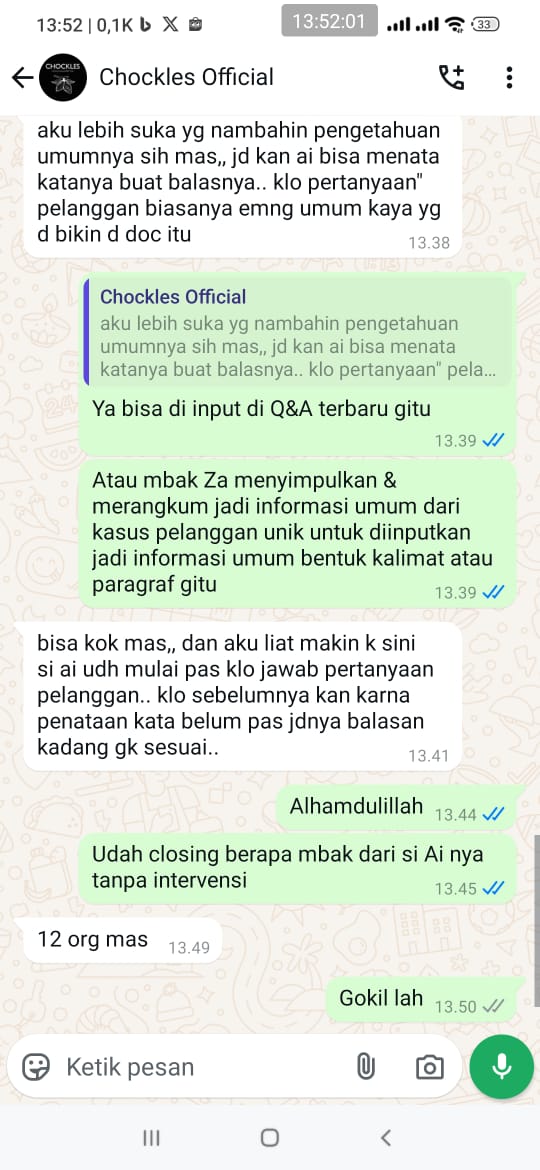 13:52 | 0,1K
13:52:01
33
CHOCKLES
Chockles Official
aku lebih suka yg nambahin pengetahuan
umumnya sih mas,, jd kan ai bisa menata
katanya buat balasnya.. klo pertanyaan"
pelanggan biasanya emng umum kaya yg
d bikin d doc itu
13.38
Chockles Official
aku lebih suka yg nambahin pengetahuan
umumnya sih mas,, jd kan ai bisa menata
katanya buat balasnya.. klo pertanyaan" pela...
Ya bisa di input di Q&A terbaru gitu
13.39
Atau mbak Za menyimpulkan &
merangkum jadi informasi umum dari
kasus pelanggan unik untuk diinputkan
jadi informasi umum bentuk kalimat atau
paragraf gitu
13.39
bisa kok mas,, dan aku liat makin k sini
si ai udh mulai pas klo jawab pertanyaan
pelanggan.. klo sebelumnya kan karna
penataan kata belum pas jdnya balasan
kadang gk sesuai..
13.41
Alhamdulillah
13.44
Udah closing berapa mbak dari si Ai nya
tanpa intervensi
13.45
12 org mas
13.49
Gokil lah
13.50
Ketik pesan